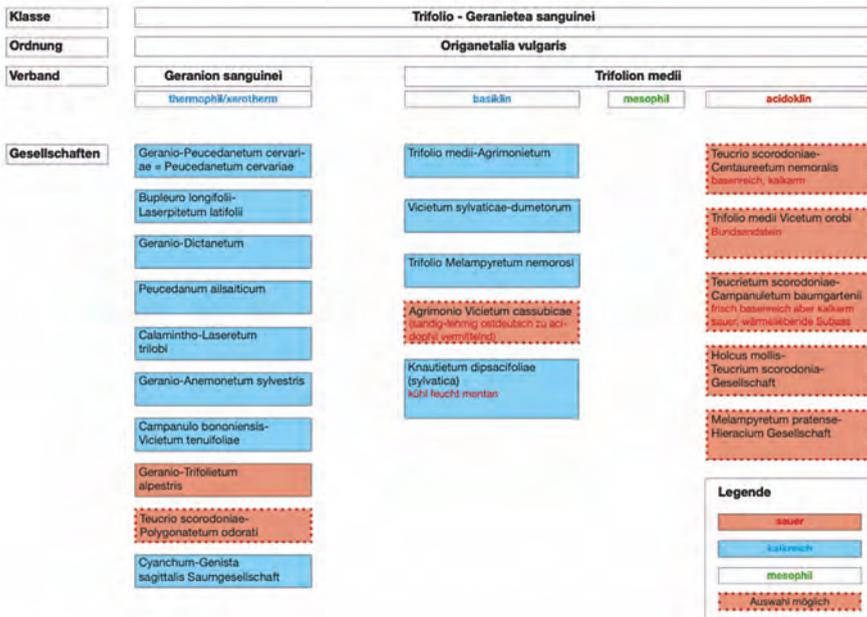 Klasse
Trifolio - Geranietea sanguinei
Ordnung
Origanetalia vulgaris
Verband
Geranion sanguinei
Trifolion medii
thermophil/xerotherm
basiklin
mesophil
acidoklin
Gesellschaften
Geranio-Peucedanetum cervari-
ae = Peucedanetum cervariae
Bupleuro longifolii-
Laserpitetum latifolii
Geranio-Dictanetum
Peucedanum ailsaiticum
Calamintho-Laseretum
trilobi
Geranio-Anemonetum sylvestris
Campanulo bononiensis-
Vicietum tenuifoliae
Geranio-Trifolietum
alpestris
Teucrio scorodoniae-
Polygonatetum odorati
Cyanchum-Genista
sagittalis Saumgesellschaft
Trifolio medii-Agrimonietum
Vicietum sylvaticae-dumetorum
Trifolio Melampyretum nemorosi
Agrimonio Vicietum cassubicae
(sandig-lehmig ostdeutsch zu aci-
dophil vermittelnd)
Knautietum dipsacifoliae
(sylvatica)
kühl feucht montan
Teucrio scorodoniae-
Centaureetum nemoralis
basenreich, kalkarm
Trifolio medii Vicetum orobi
Bundsandstein
Teucrietum scorodoniae-
Campanuletum baumgartenii
frisch basenreich aber kalkarm
sauer, wärmeliebende Subass
Holcus mollis-
Teucrium scorodonia-
Gesellschaft
Melampyretum pratense-
Hieracium Gesellschaft
Legende
sauer
kalkreich
mesophil
Auswahl möglich